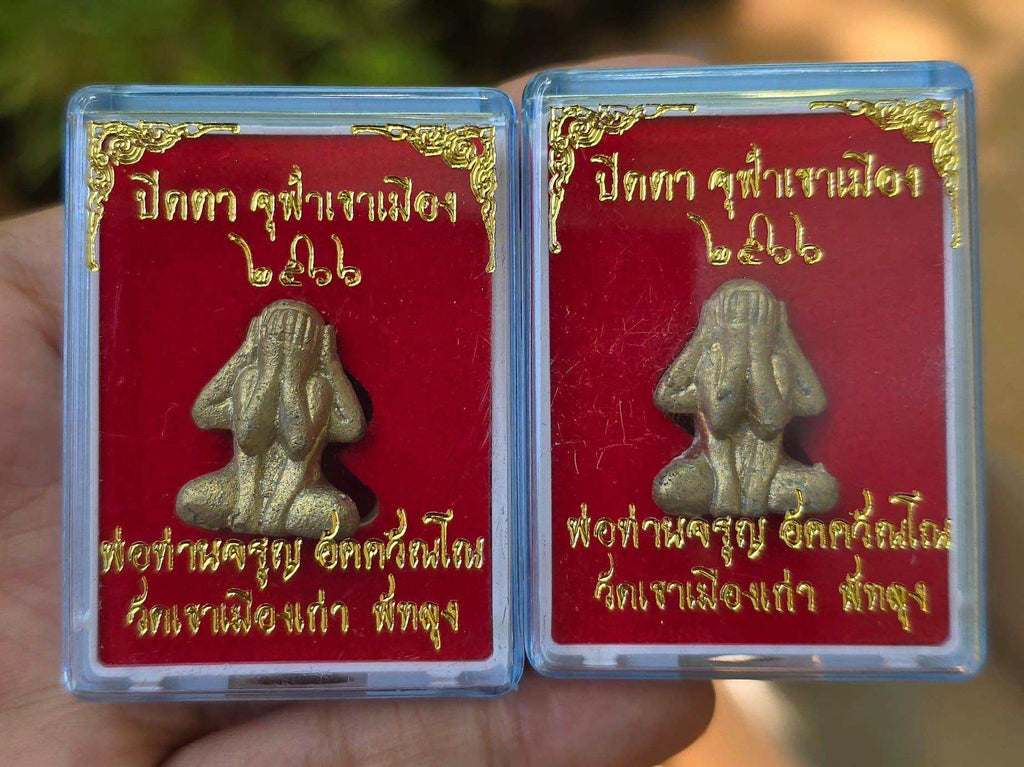 ปิดตา จุฬำเขาเมือง
๒๕๖๖
พ่อท่านจรูญ อัคควัณโณ
วัดเขาเมืองเก่า พัทลุง
ปิดตา จุฬำเขาเมือง
๒๕๖๖
พ่อท่านจรูญ อัคควัณโณ
วัดเขาเมืองเก่า พัทลุง